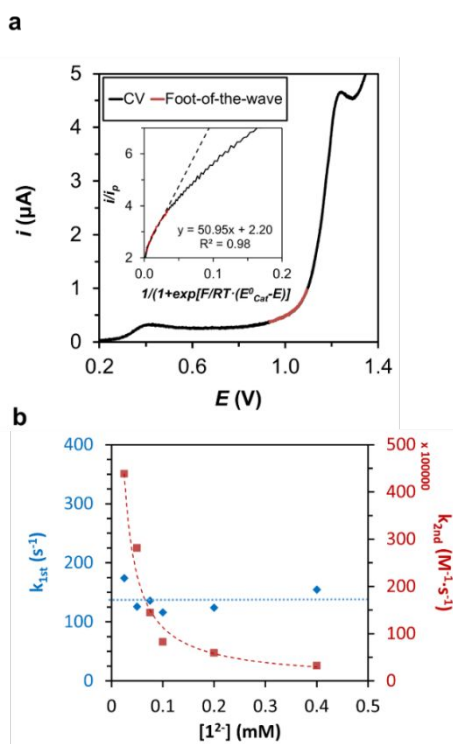 a
i (μA)
5
4
3
2
1
0
CV Foot-of-the-wave
i/i_p
6
4
2
y = 50.95x + 2.20
R² = 0.98
0.0 0.1 0.2
1/(1+exp[F/RT·(E⁰_Cat-E)]
0.2 0.6 1.0 1.4
E (V)
b
k_1st (s⁻¹)
400
300
200
100
0
500
400
300
200
100
0
x 100000
k_2nd (M⁻¹·s⁻¹)
0 0.1 0.2 0.3 0.4 0.5
[1²⁻] (mM)